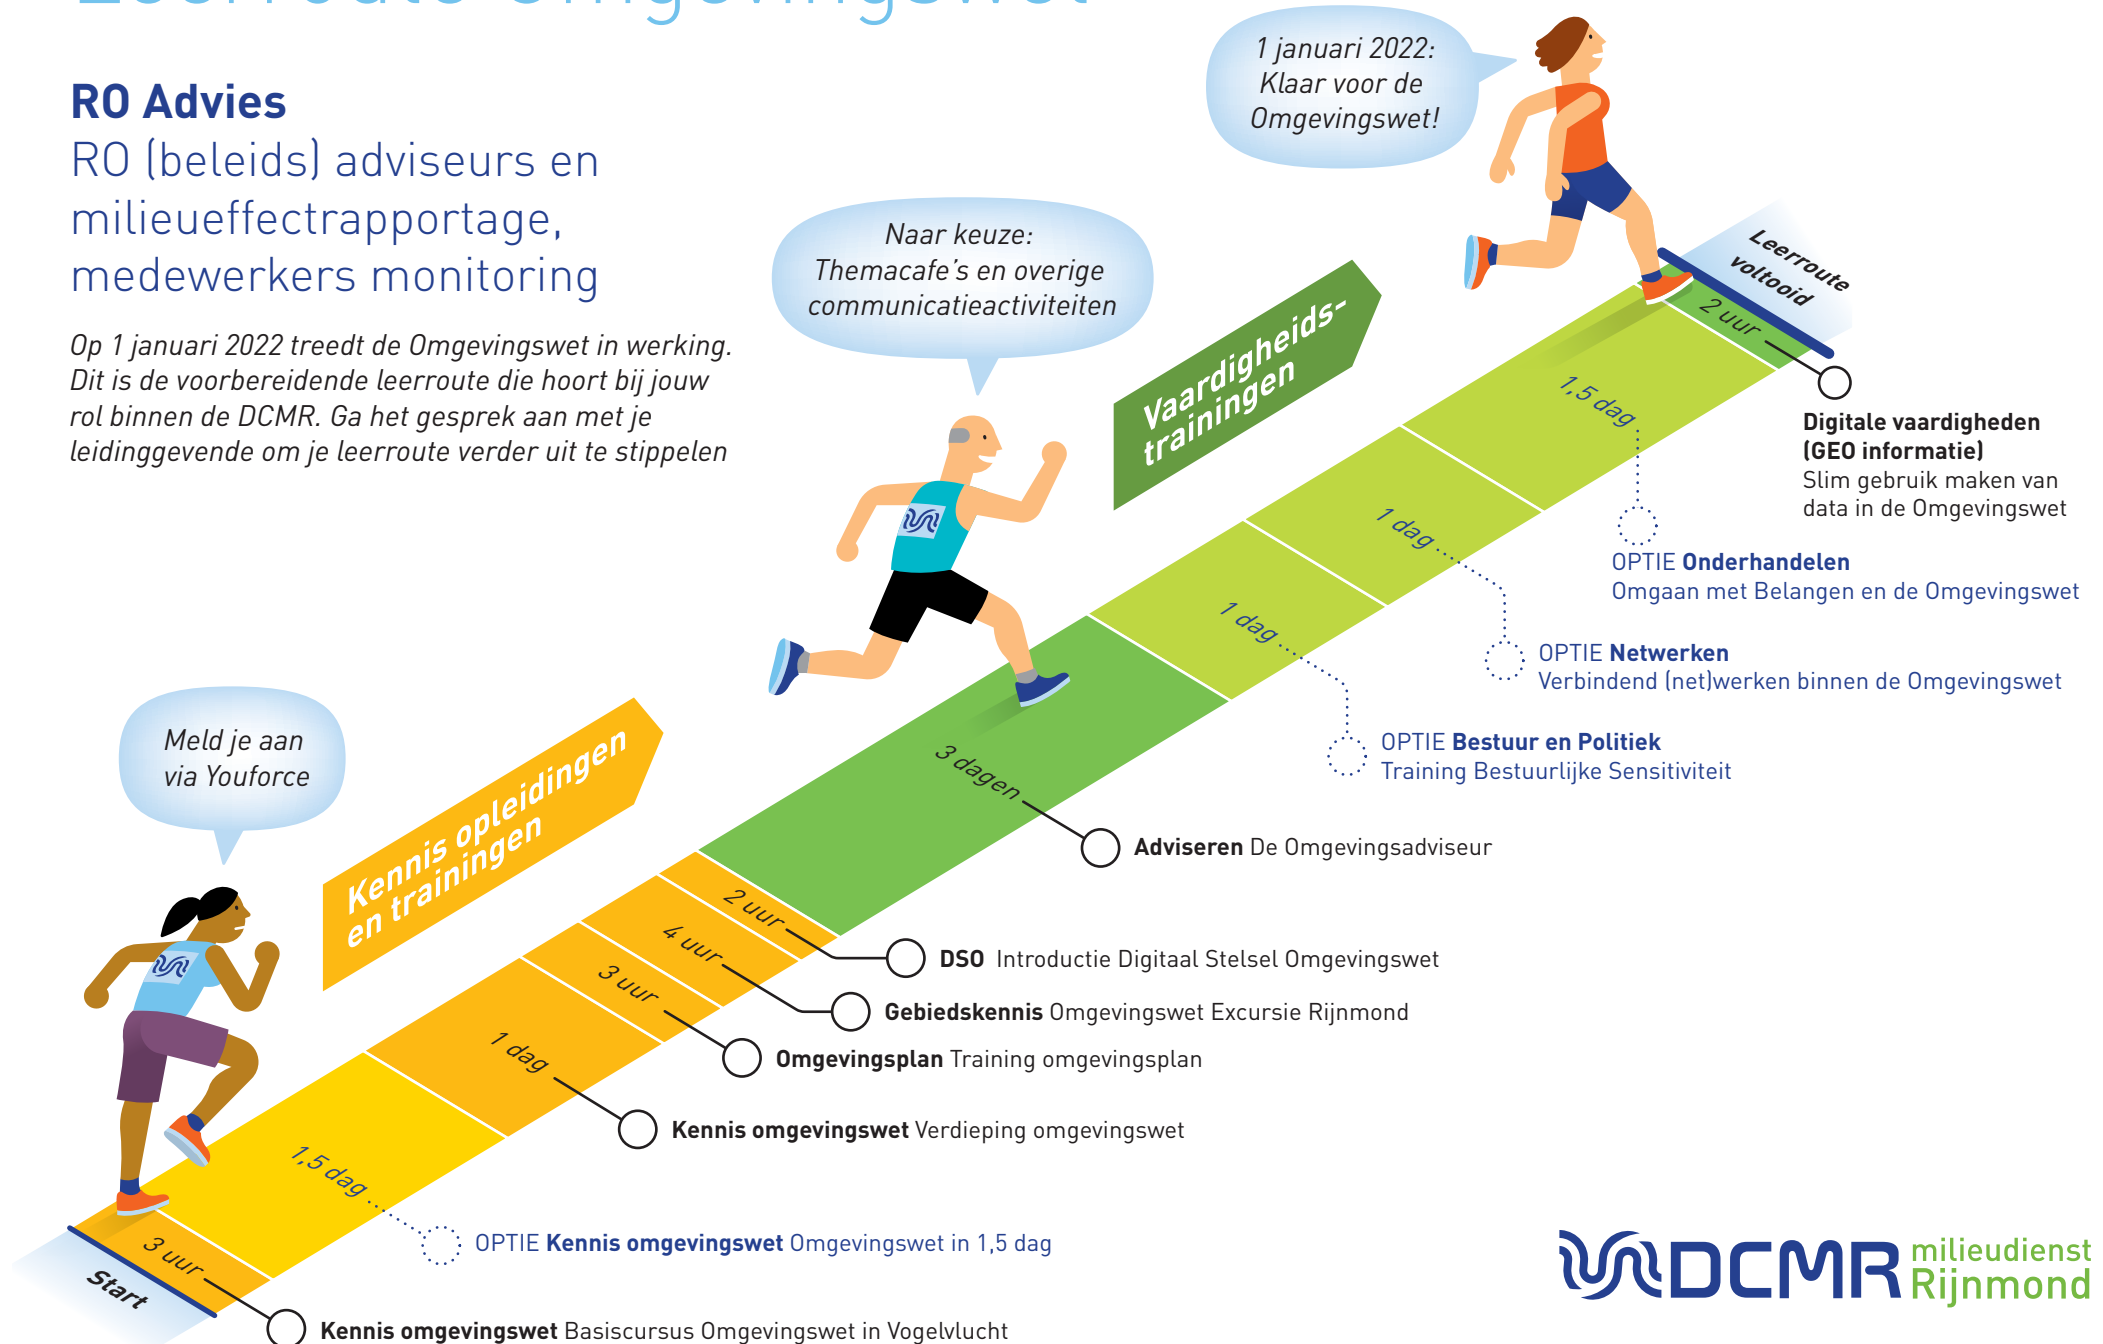 Leerroute Omgevingswet
RO Advies
RO (beleids) adviseurs en
milieueffectrapportage,
medewerkers monitoring
Op 1 januari 2022 treedt de Omgevingswet in werking.
Dit is de voorbereidende leerroute die hoort bij jouw
rol binnen de DCMR. Ga het gesprek aan met je
leidinggevende om je leerroute verder uit te stippelen
1 januari 2022:
Klaar voor de
Omgevingswet!
Naar keuze:
Themacafe's en overige
communicatieactiviteiten
Vaardigheids-
trainingen
Leerroute
voltooid
2 uur
Digitale vaardigheden
(GEO informatie)
Slim gebruik maken van
data in de Omgevingswet
1,5 dag
OPTIE Onderhandelen
Omgaan met Belangen en de Omgevingswet
1 dag
OPTIE Netwerken
Verbindend (net)werken binnen de Omgevingswet
1 dag
OPTIE Bestuur en Politiek
Training Bestuurlijke Sensitiviteit
3 dagen
Adviseren De Omgevingsadviseur
Meld je aan
via Youforce
Kennis opleidingen
en trainingen
2 uur
DSO Introductie Digitaal Stelsel Omgevingswet
4 uur
Gebiedskennis Omgevingswet Excursie Rijnmond
3 uur
Omgevingsplan Training omgevingsplan
1 dag
Kennis omgevingswet Verdieping omgevingswet
1,5 dag
OPTIE Kennis omgevingswet Omgevingswet in 1,5 dag
3 uur
Start
Kennis omgevingswet Basiscursus Omgevingswet in Vogelvlucht
DCMR milieudienst
Rijnmond